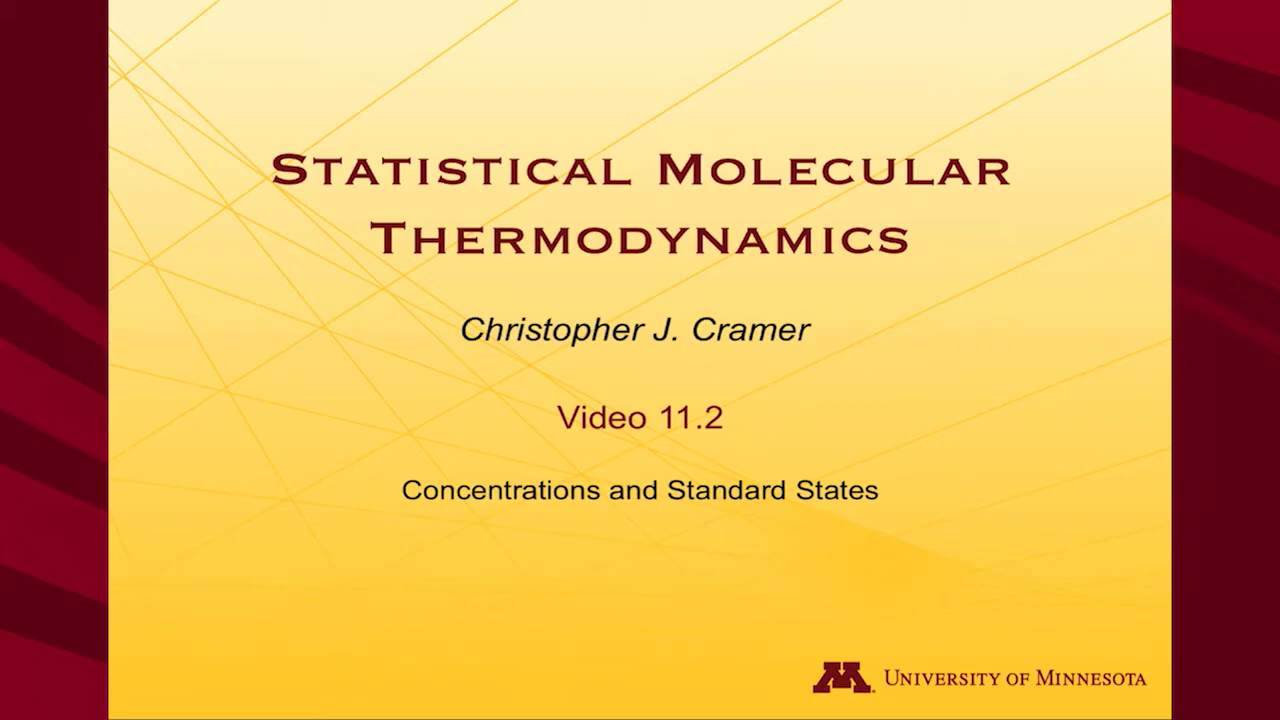 Statistical Molecular
Thermodynamics
Christopher J. Cramer
Video 11.2
Concentrations and Standard States
M University of Minnesota